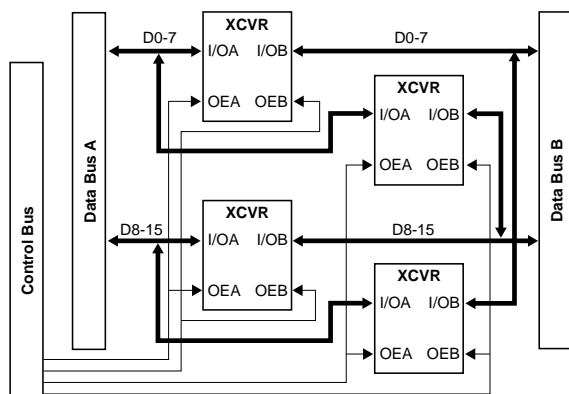 XCVR
D0-7
I/OA I/OB
D0-7
OEA OEB
XCVR
I/OA I/OB
OEA OEB
XCVR
D8-15
I/OA I/OB
D8-15
OEA OEB
XCVR
I/OA I/OB
OEA OEB
Control Bus
Data Bus A
Data Bus B